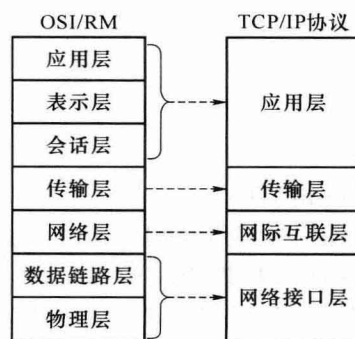 OSI/RM
TCP/IP协议
应用层
表示层
会话层
传输层
网络层
数据链路层
物理层
应用层
传输层
网际互联层
网络接口层